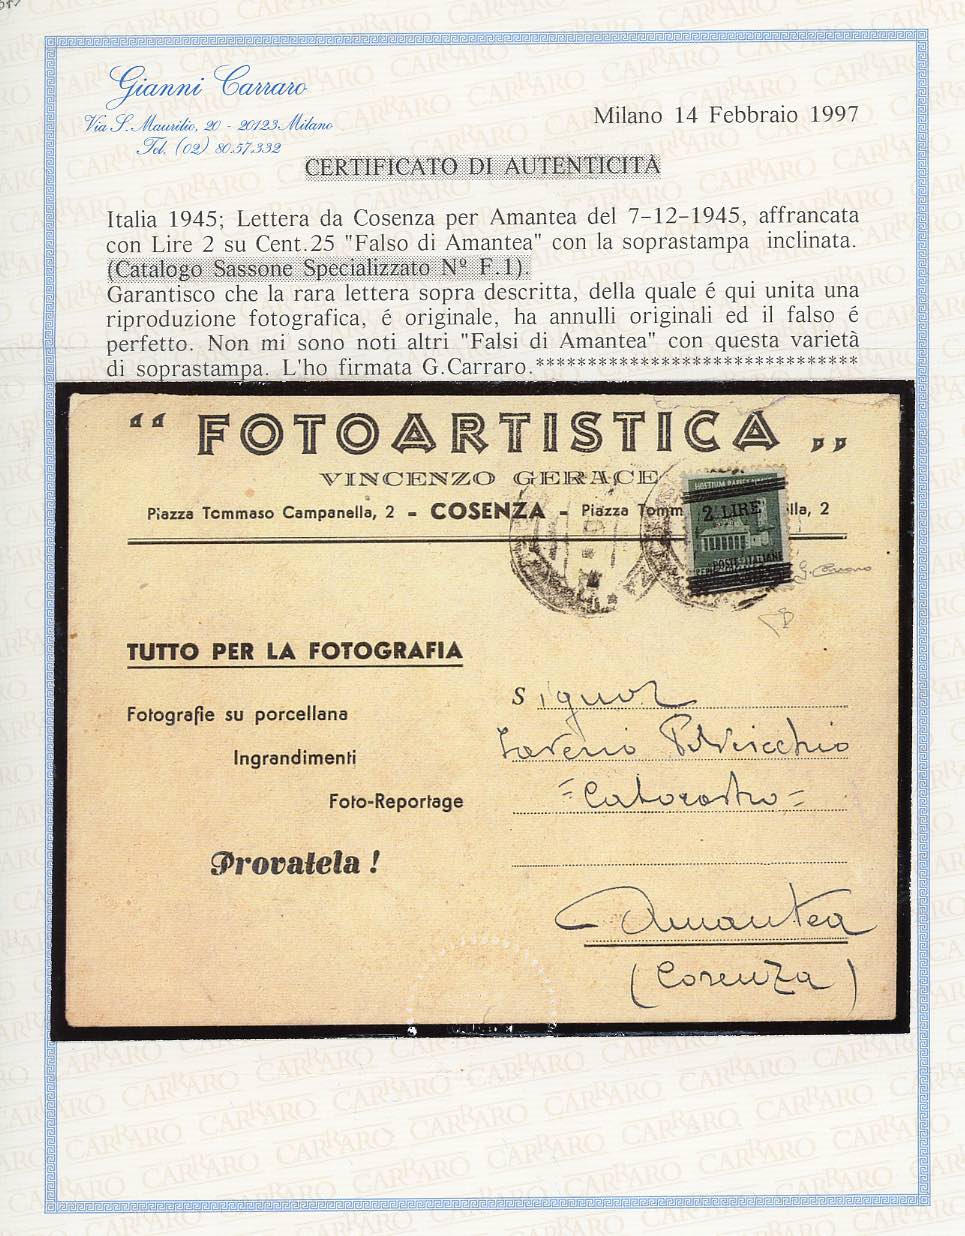 Gianni Carraro
Via S. Maurilio, 20 - 20123 Milano
Tel. (02) 80.57.332
Milano 14 Febbraio 1997
CERTIFICATO DI AUTENTICITÀ
Italia 1945; Lettera da Cosenza per Amantea del 7-12-1945, affrancata
con Lire 2 su Cent.25 "Falso di Amantea" con la soprastampa inclinata.
(Catalogo Sassone Specializzato Nº F.1).
Garantisco che la rara lettera sopra descritta, della quale é qui unita una
riproduzione fotografica, é originale, ha annulli originali ed il falso é
perfetto. Non mi sono noti altri "Falsi di Amantea" con questa varietà
di soprastampa. L'ho firmata G.Carraro.*******************************
“ FOTOARTISTICA „
VINCENZO GERACE
Piazza Tommaso Campanella, 2 - COSENZA - Piazza Tomm lla, 2
HOSTIUM RABIES
2 LIRE
POSTE ITALIANE
G. Carraro
TUTTO PER LA FOTOGRAFIA
Fotografie su porcellana
Ingrandimenti
Foto-Reportage
Provatela !
Signor
Saverio
Amantea
(Cosenza)